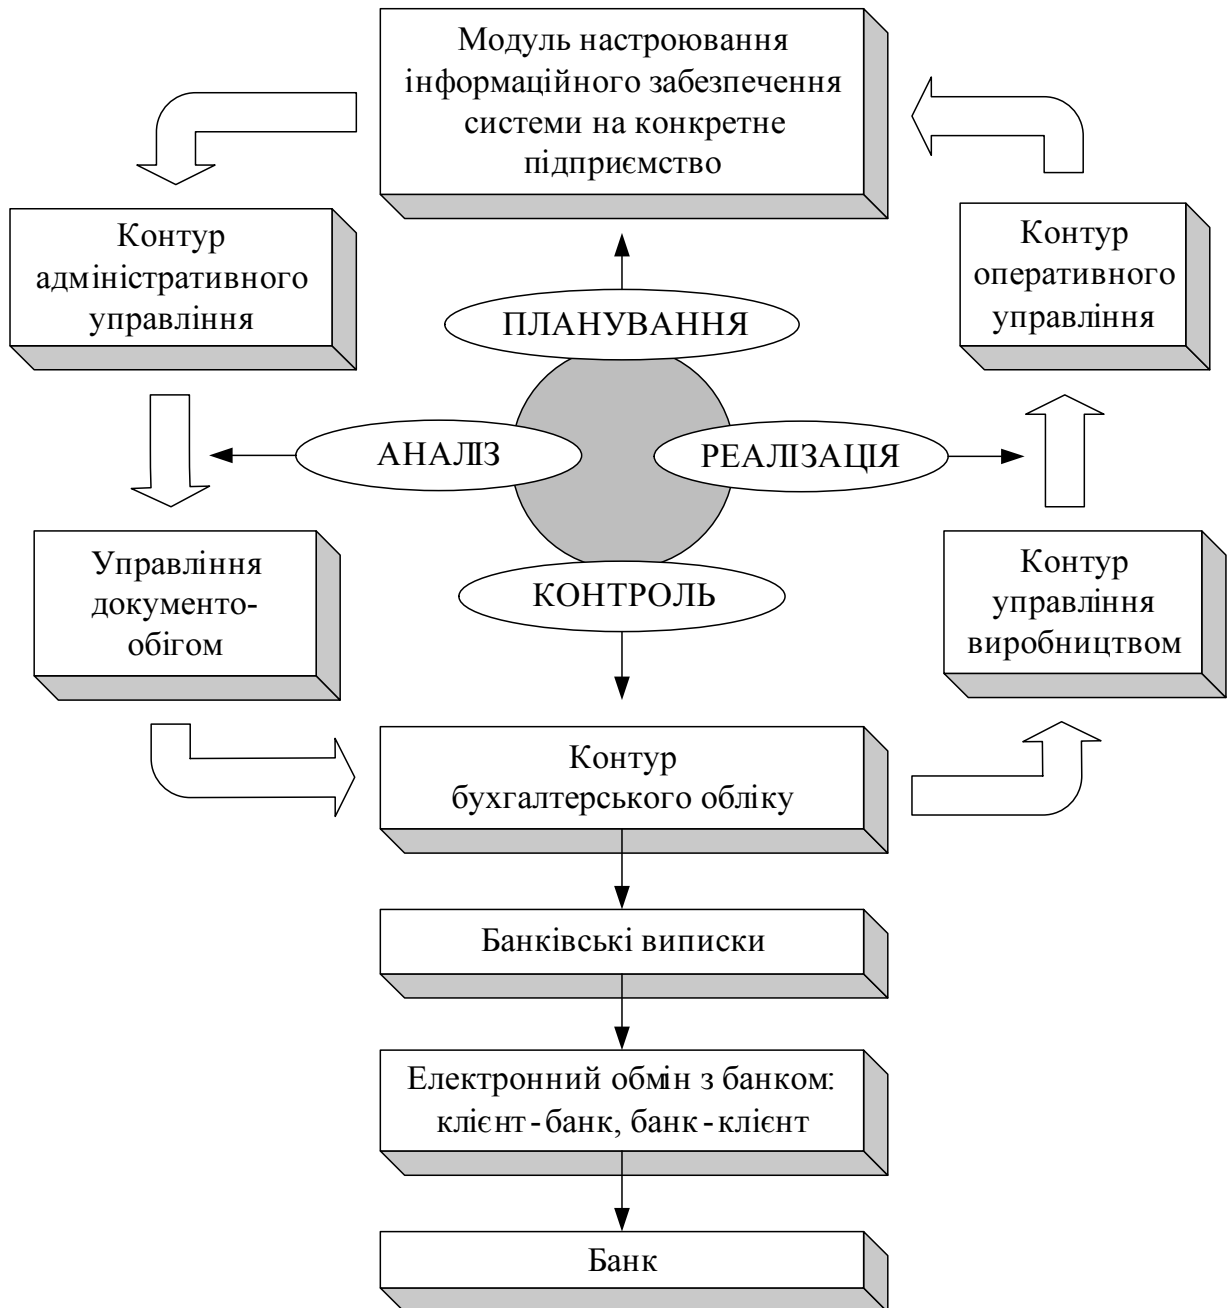 Модуль настроювання
інформаційного забезпечення
системи на конкретне
підприємство
Контур
адміністративного
управління
Контур
оперативного
управління
ПЛАНУВАННЯ
АНАЛІЗ
РЕАЛІЗАЦІЯ
КОНТРОЛЬ
Управління
документо-
обігом
Контур
управління
виробництвом
Контур
бухгалтерського обліку
Банківські виписки
Електронний обмін з банком:
клієнт-банк, банк-клієнт
Банк